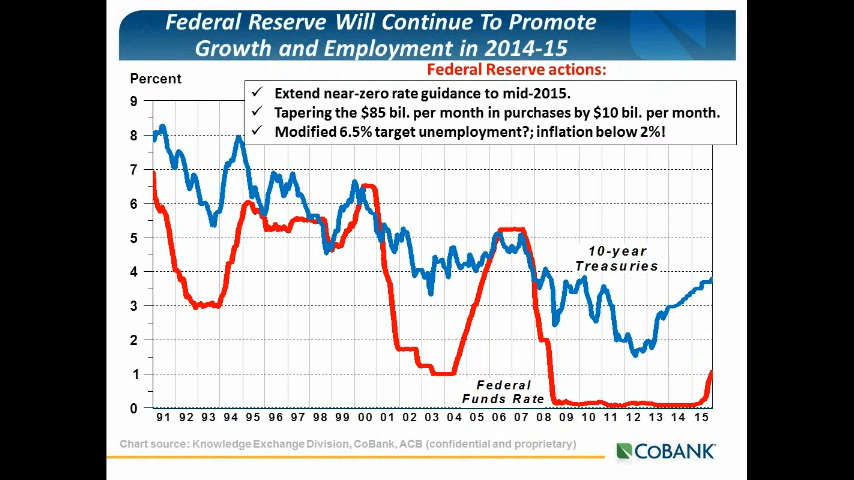 Federal Reserve Will Continue To Promote
Growth and Employment in 2014-15
Federal Reserve actions:
Percent
✓ Extend near-zero rate guidance to mid-2015.
✓ Tapering the $85 bil. per month in purchases by $10 bil. per month.
✓ Modified 6.5% target unemployment?; inflation below 2%!
9
8
7
6
5
4
3
2
1
0
10-year
Treasuries
Federal
Funds Rate
91 92 93 94 95 96 97 98 99 00 01 02 03 04 05 06 07 08 09 10 11 12 13 14 15
Chart source: Knowledge Exchange Division, CoBank, ACB (confidential and proprietary)
COBANK